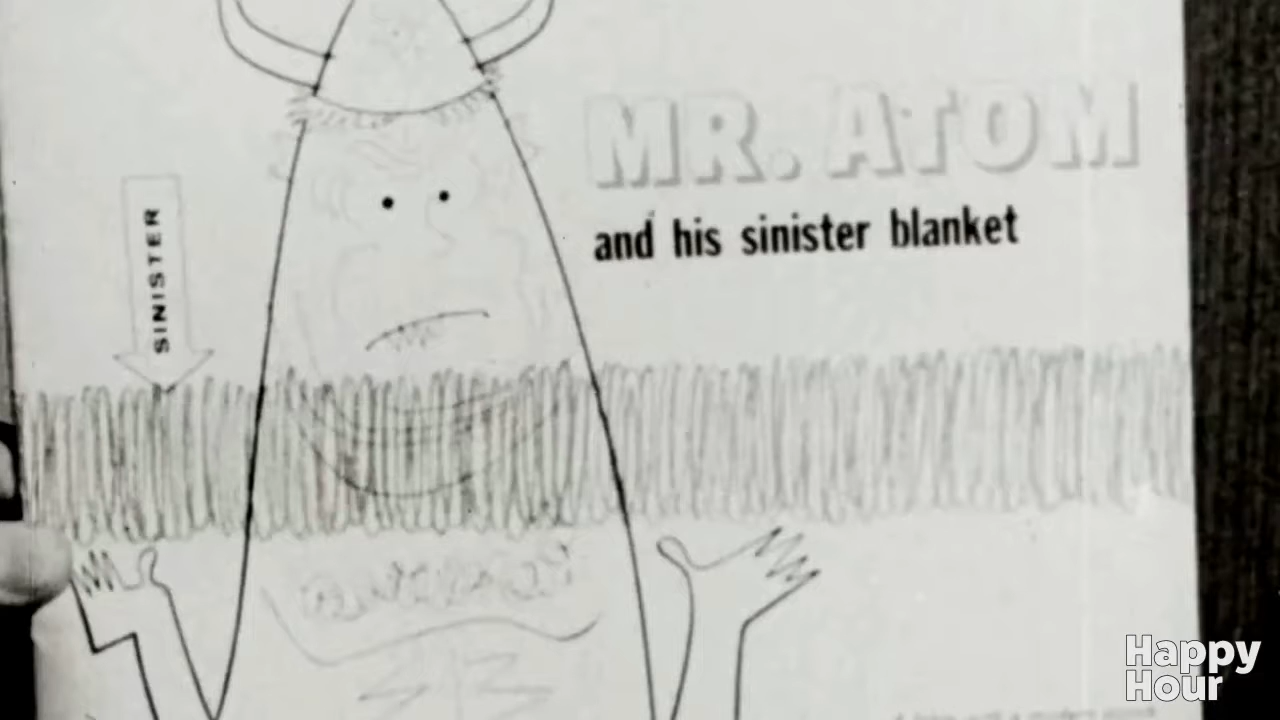 MR. ATOM
and his sinister blanket
SINISTER
Happy
Hour